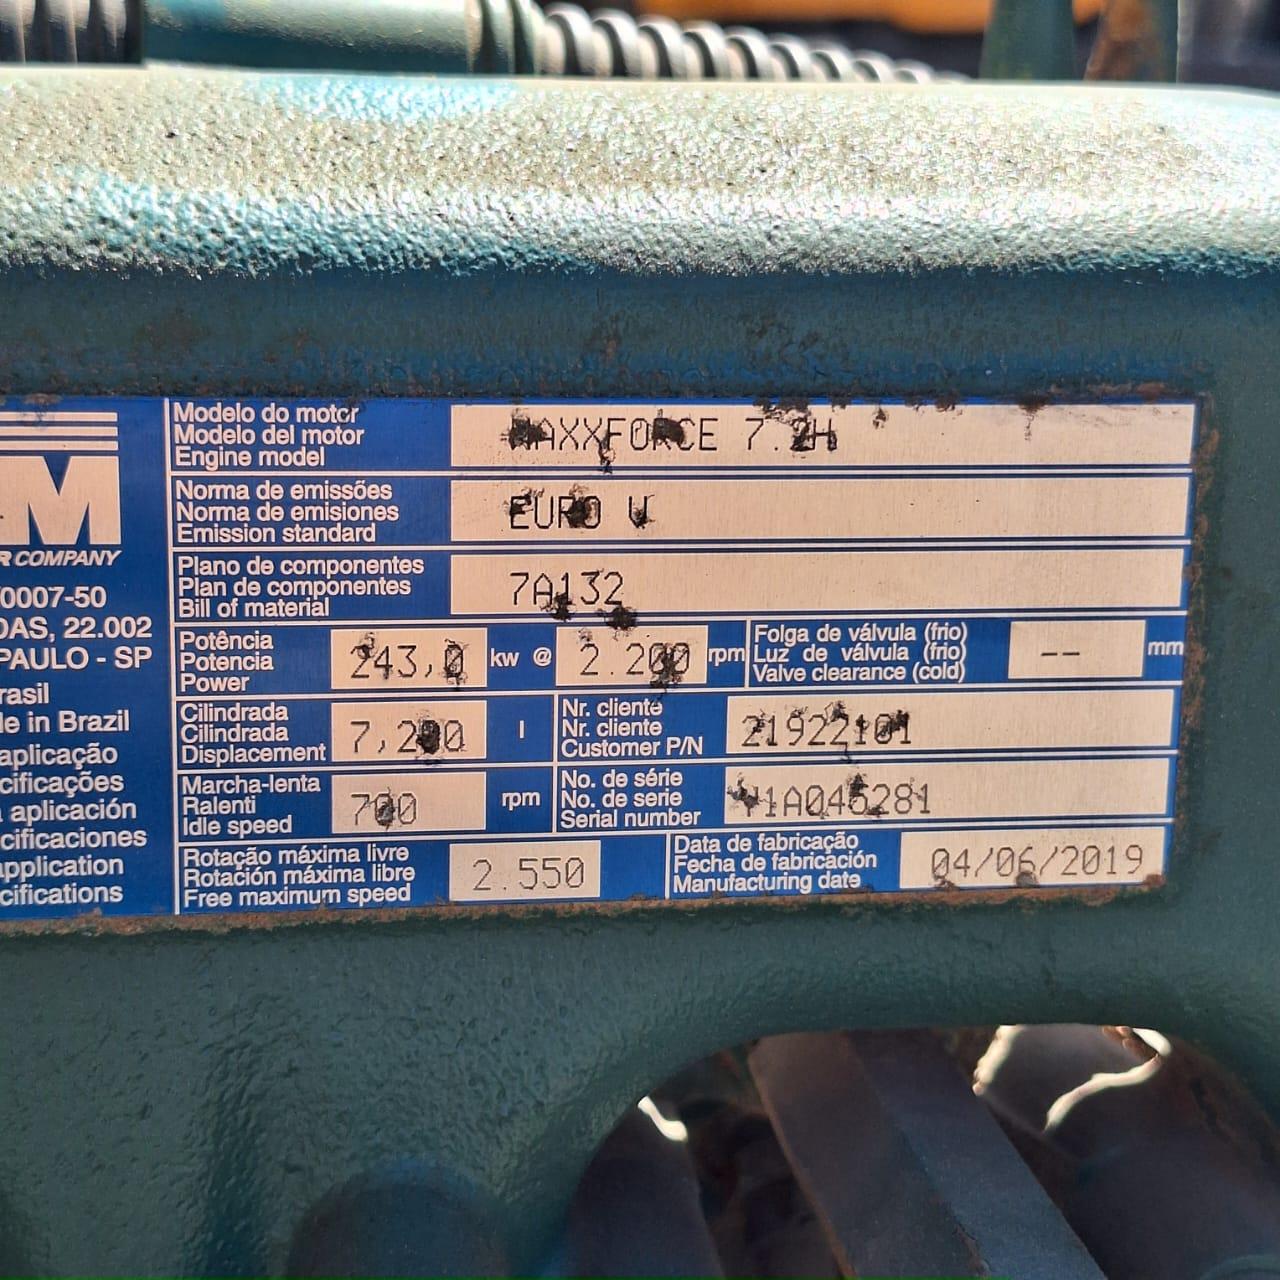 M
R COMPANY
0007-50
DAS, 22.002
PAULO - SP
rasil
de in Brazil
aplicação
cificações
a aplicación
cificaciones
application
cifications
Modelo do motor
Modelo del motor
Engine model
MAXXFORCE 7.2H
Norma de emissões
Norma de emisiones
Emission standard
EURO V
Plano de componentes
Plan de componentes
Bill of material
7A132
Potência
Potencia
Power
243,0 kw @ 2.200 rpm
Folga de válvula (frio)
Luz de válvula (frio)
Valve clearance (cold)
-- mm
Cilindrada
Cilindrada
Displacement
7,200 l
Nr. cliente
Nr. cliente
Customer P/N
21922101
Marcha-lenta
Ralenti
Idle speed
700 rpm
No. de série
No. de serie
Serial number
Rotação máxima livre
Rotación máxima libre
Free maximum speed
2.550
Data de fabricação
Fecha de fabricación
Manufacturing date
04/06/2019